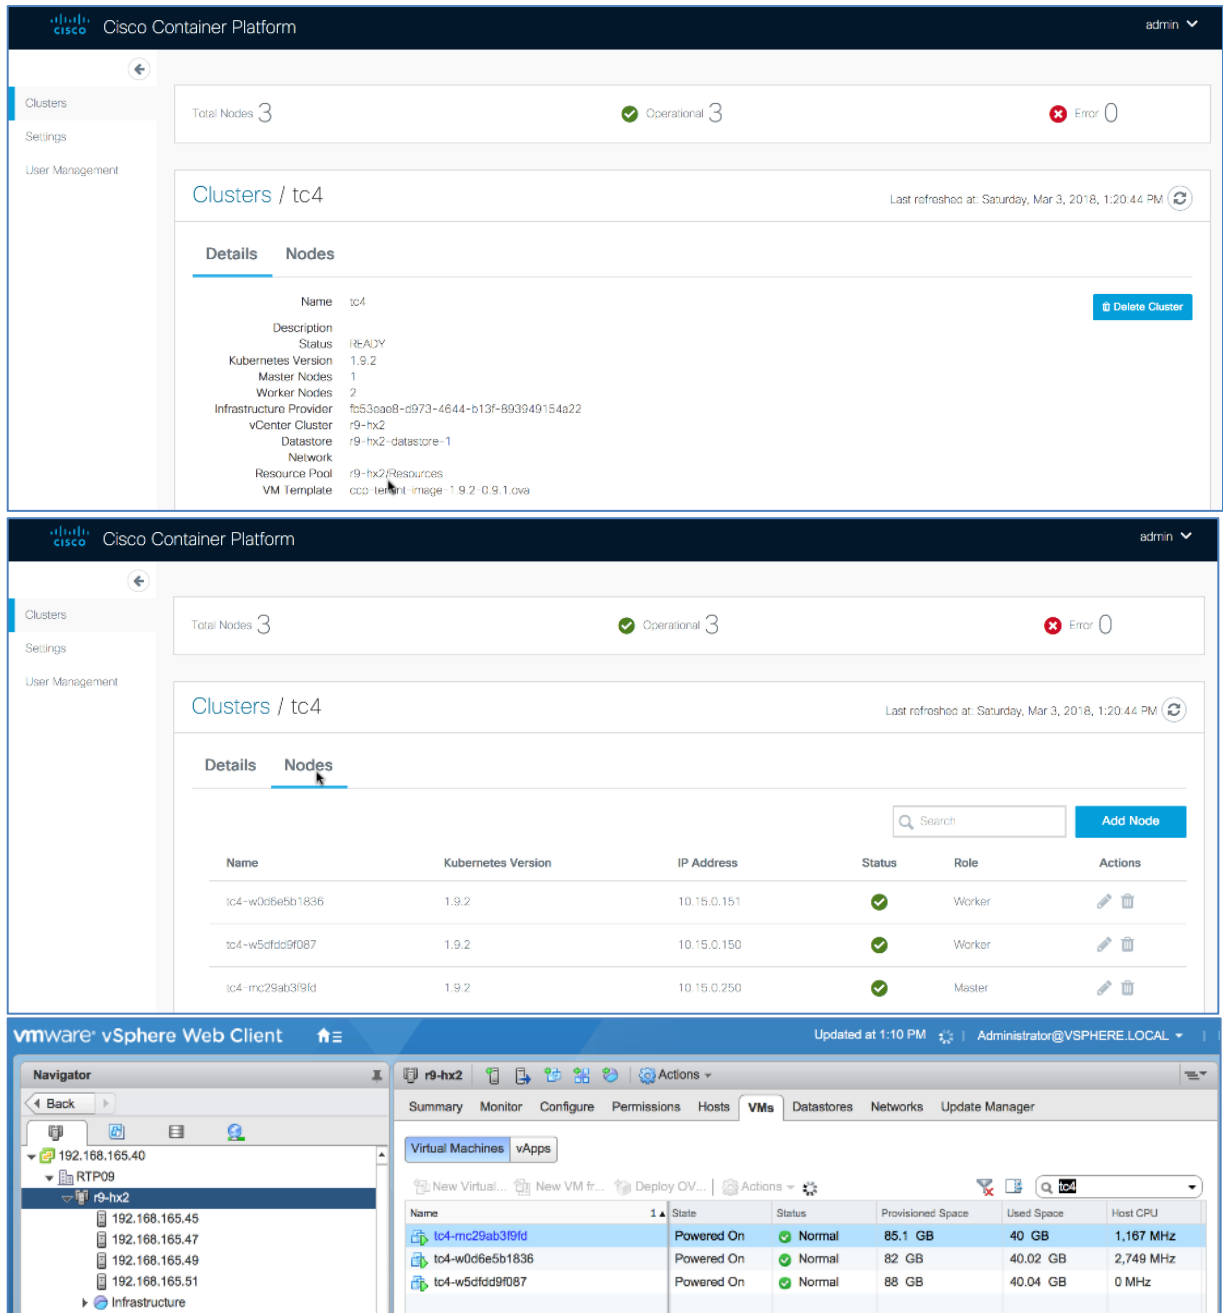 cisco Cisco Container Platform admin
Clusters
Settings
User Management
Total Nodes 3 Operational 3 Error 0
Clusters / tc4 Last refreshed at: Saturday, Mar 3, 2018, 1:20:44 PM
Details Nodes
Name tc4
Delete Cluster
Description
Status READY
Kubernetes Version 1.9.2
Master Nodes 1
Worker Nodes 2
Infrastructure Provider fb53eae8-d973-4644-b13f-893949154a22
vCenter Cluster r9-hx2
Datastore r9-hx2-datastore-1
Network
Resource Pool r9-hx2/Resources
VM Template ccp-tenant-image-1.9.2-0.9.1.ova
cisco Cisco Container Platform admin
Clusters
Settings
User Management
Total Nodes 3 Operational 3 Error 0
Clusters / tc4 Last refreshed at: Saturday, Mar 3, 2018, 1:20:44 PM
Details Nodes
Search Add Node
Name Kubernetes Version IP Address Status Role Actions
tc4-w0d6e5b1836 1.9.2 10.15.0.151 Worker
tc4-w5dfdd9f087 1.9.2 10.15.0.150 Worker
tc4-mc29ab3f9fd 1.9.2 10.15.0.250 Master
vmware® vSphere Web Client Updated at 1:10 PM | Administrator@VSPHERE.LOCAL
Navigator
Back
192.168.165.40
RTP09
r9-hx2
192.168.165.45
192.168.165.47
192.168.165.49
192.168.165.51
Infrastructure
r9-hx2 Actions
Summary Monitor Configure Permissions Hosts VMs Datastores Networks Update Manager
Virtual Machines vApps
New Virtual... New VM fr... Deploy OV... | Actions tc4
Name 1 State Status Provisioned Space Used Space Host CPU
tc4-mc29ab3f9fd Powered On Normal 85.1 GB 40 GB 1,167 MHz
tc4-w0d6e5b1836 Powered On Normal 82 GB 40.02 GB 2,749 MHz
tc4-w5dfdd9f087 Powered On Normal 88 GB 40.04 GB 0 MHz